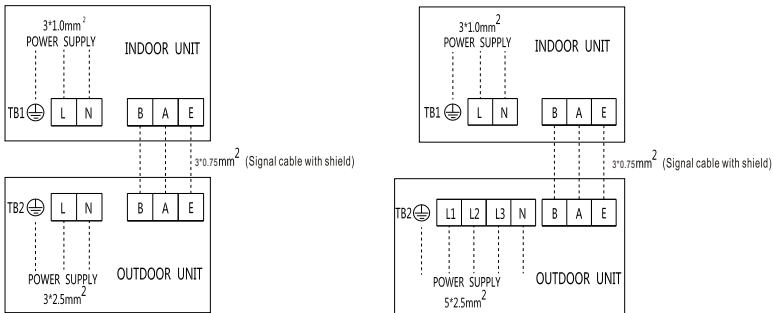 3*1.0mm²
POWER SUPPLY
INDOOR UNIT
TB1 L N B A E
3*0.75mm² (Signal cable with shield)
TB2 L N B A E
POWER SUPPLY
3*2.5mm²
OUTDOOR UNIT
3*1.0mm²
POWER SUPPLY
INDOOR UNIT
TB1 L N B A E
3*0.75mm² (Signal cable with shield)
TB2 L1 L2 L3 N B A E
POWER SUPPLY
5*2.5mm²
OUTDOOR UNIT